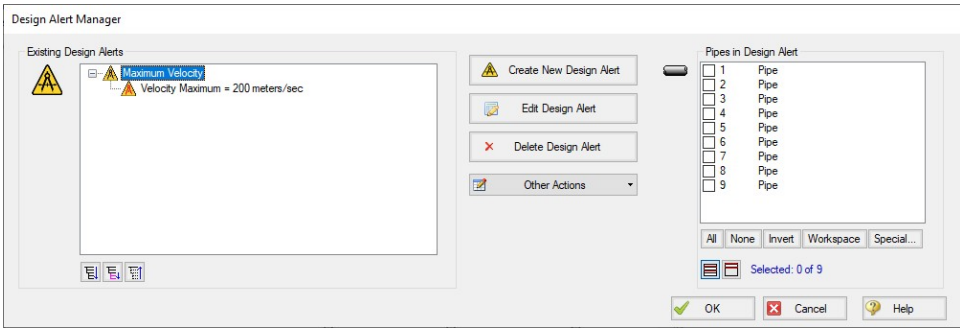 Design Alert Manager
Existing Design Alerts
Maximum Velocity
Velocity Maximum = 200 meters/sec
Create New Design Alert
Edit Design Alert
Delete Design Alert
Other Actions
Pipes in Design Alert
1 Pipe
2 Pipe
3 Pipe
4 Pipe
5 Pipe
6 Pipe
7 Pipe
8 Pipe
9 Pipe
All None Invert Workspace Special...
Selected: 0 of 9
OK Cancel Help